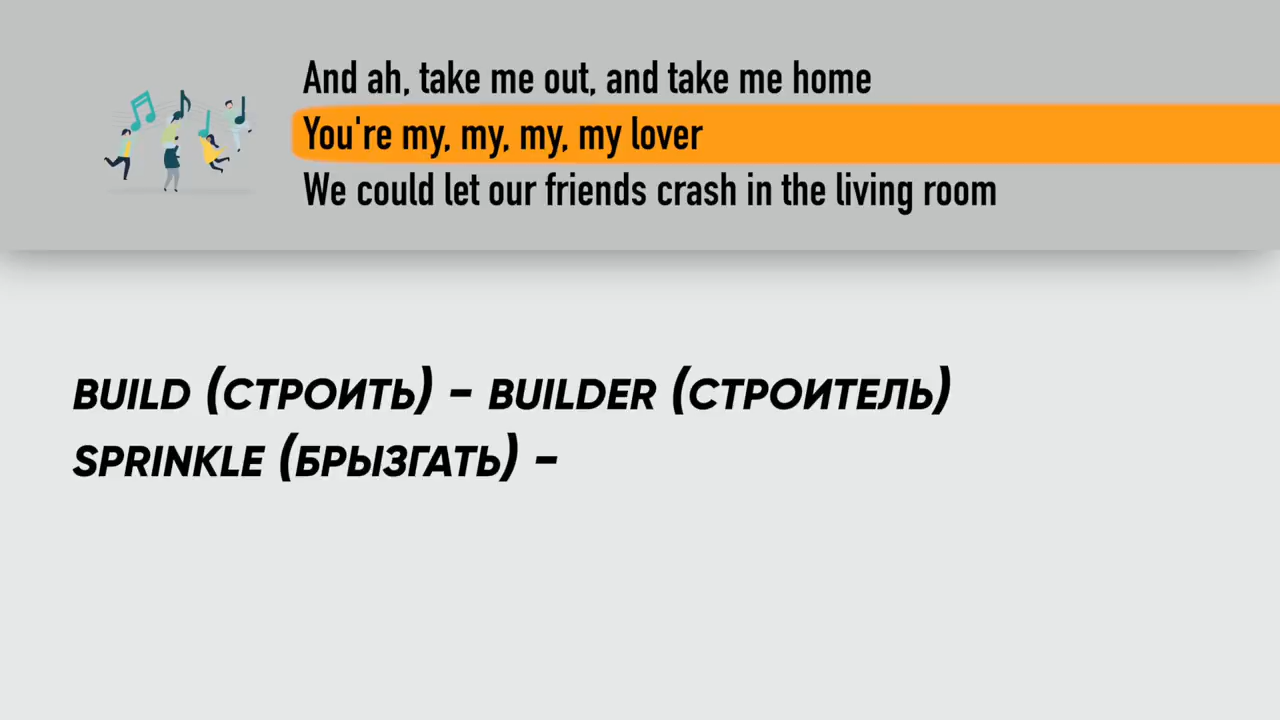 And ah, take me out, and take me home
You're my, my, my, my lover
We could let our friends crash in the living room
BUILD (СТРОИТЬ) - BUILDER (СТРОИТЕЛЬ)
SPRINKLE (БРЫЗГАТЬ) -